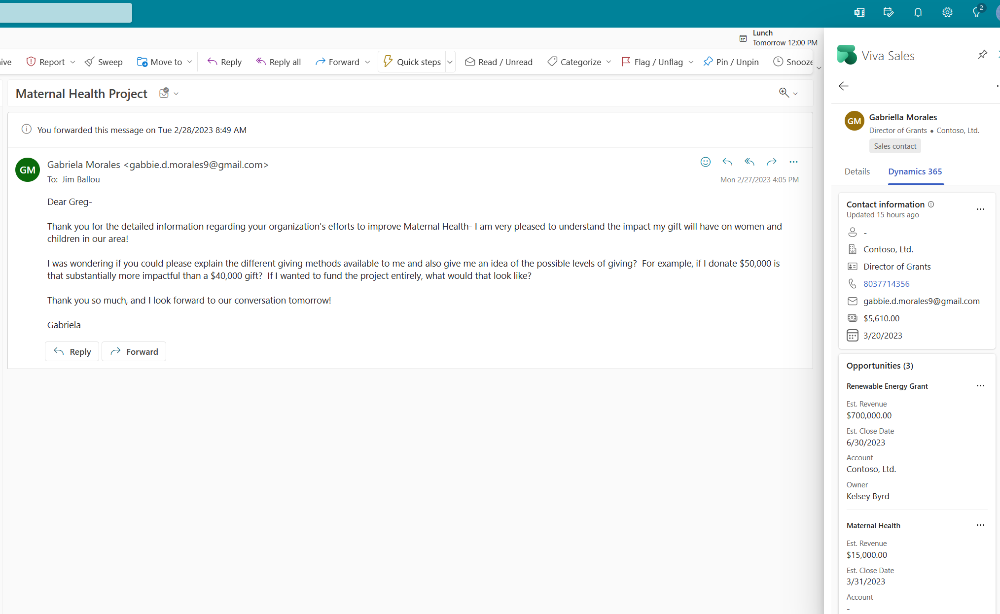 2
Lunch
Tomorrow 12:00 PM
ive Report Sweep Move to Reply Reply all Forward Quick steps Read / Unread Categorize Flag / Unflag Pin / Unpin Snooze
Maternal Health Project
You forwarded this message on Tue 2/28/2023 8:49 AM
GM
Gabriela Morales <gabbie.d.morales9@gmail.com>
To: Jim Ballou
Mon 2/27/2023 4:05 PM
Dear Greg-
Thank you for the detailed information regarding your organization's efforts to improve Maternal Health- I am very pleased to understand the impact my gift will have on women and
children in our area!
I was wondering if you could please explain the different giving methods available to me and also give me an idea of the possible levels of giving?  For example, if I donate $50,000 is
that substantially more impactful than a $40,000 gift?  If I wanted to fund the project entirely, what would that look like?
Thank you so much, and I look forward to our conversation tomorrow!
Gabriela
Reply Forward
Viva Sales
GM
Gabriella Morales
Director of Grants • Contoso, Ltd.
Sales contact
Details Dynamics 365
Contact information
Updated 15 hours ago
-
Contoso, Ltd.
Director of Grants
8037714356
gabbie.d.morales9@gmail.com
$5,610.00
3/20/2023
Opportunities (3)
Renewable Energy Grant
Est. Revenue
$700,000.00
Est. Close Date
6/30/2023
Account
Contoso, Ltd.
Owner
Kelsey Byrd
Maternal Health
Est. Revenue
$15,000.00
Est. Close Date
3/31/2023
Account
-